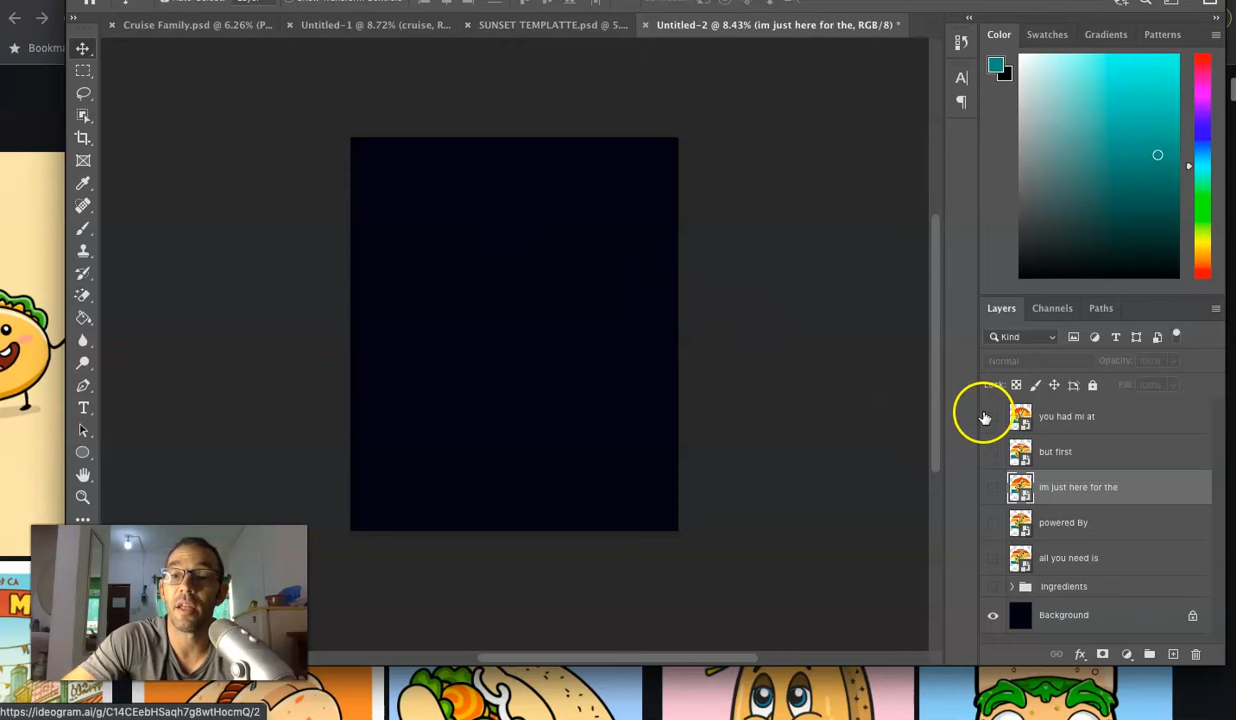 Cruise Family.psd @ 6.26% (P...
Untitled-1 @ 8.72% (cruise, R...
SUNSET TEMPLATTE.psd @ 5....
Untitled-2 @ 8.43% (im just here for the, RGB/8) *
Bookm
Color
Swatches
Gradients
Patterns
Layers
Channels
Paths
Kind
Normal
Opacity: 100%
Lock:
Fill: 100%
you had mi at
but first
im just here for the
powered By
all you need is
Ingredients
Background
CA
M
https://ideogram.ai/g/C14CEebHSaqh7g8wtHocmQ/2